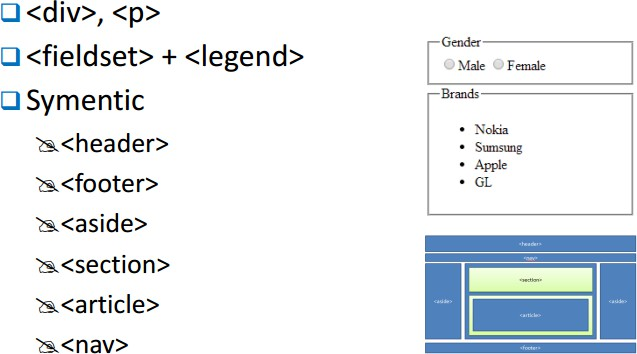 <div>, <p>
<fieldset> + <legend>
Symentic
<header>
<footer>
<aside>
<section>
<article>
<nav>
Gender
Male Female
Brands
Nokia
Sumsung
Apple
GL
<header>
<nav>
<aside>
<section>
<article>
<aside>
<footer>